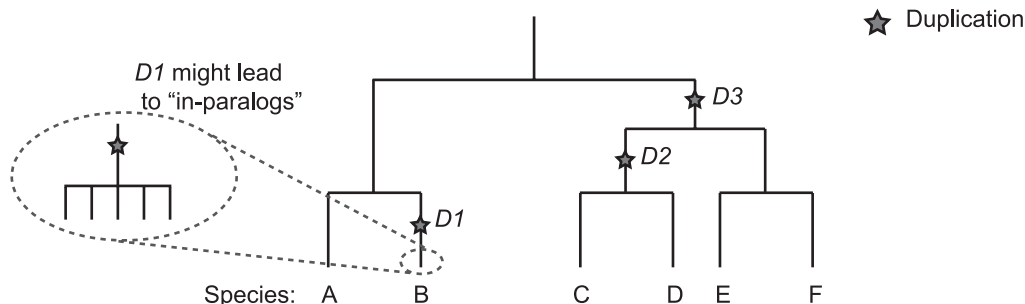 Duplication
D1 might lead
to “in-paralogs”
D3
D2
D1
Species: A B C D E F